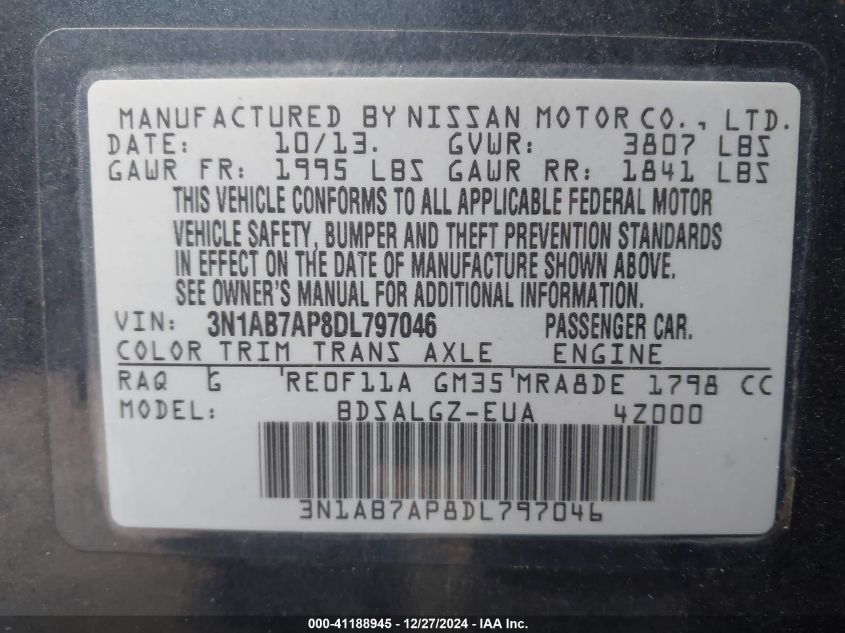 MANUFACTURED BY NISSAN MOTOR CO., LTD.
DATE: 10/13. GVWR: 3807 LBS
GAWR FR: 1995 LBS GAWR RR: 1841 LBS
THIS VEHICLE CONFORMS TO ALL APPLICABLE FEDERAL MOTOR
VEHICLE SAFETY, BUMPER AND THEFT PREVENTION STANDARDS
IN EFFECT ON THE DATE OF MANUFACTURE SHOWN ABOVE.
SEE OWNER'S MANUAL FOR ADDITIONAL INFORMATION.
VIN: 3N1AB7AP8DL797046 PASSENGER CAR.
COLOR TRIM TRANS AXLE ENGINE
RAQ G RE0F11A GM35 MRA8DE 1798 CC
MODEL: BDSALGZ-EUA 4Z000
3N1AB7AP8DL797046
000-41188945 - 12/27/2024 - IAA Inc.